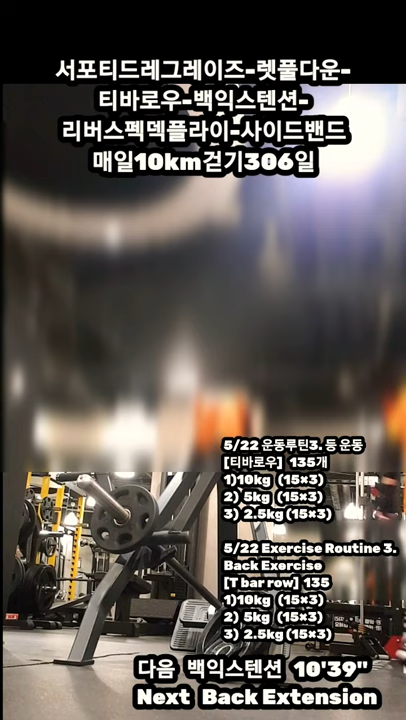 서포티드레그레이즈-렛풀다운-
티바로우-백익스텐션-
리버스펙덱플라이-사이드밴드
매일10km걷기306일
5/22 운동루틴3. 등 운동
[티바로우] 135개
1)10kg (15×3)
2) 5kg (15×3)
3) 2.5kg (15×3)
5/22 Exercise Routine 3.
Back Exercise
[T bar row] 135
1)10kg (15×3)
2) 5kg (15×3)
3) 2.5kg (15×3)
다음 백익스텐션 10'39"
Next Back Extension